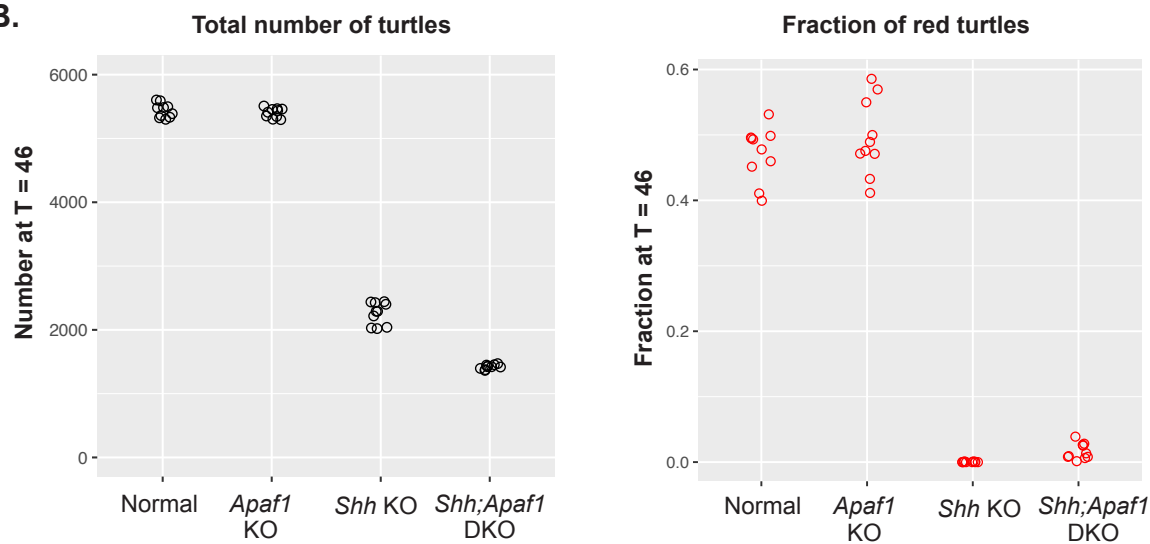 B.
Total number of turtles
Number at T = 46
6000
4000
2000
0
Normal
Apaf1
KO
Shh KO
Shh;Apaf1
DKO
Fraction of red turtles
Fraction at T = 46
0.6
0.4
0.2
0.0
Normal
Apaf1
KO
Shh KO
Shh;Apaf1
DKO